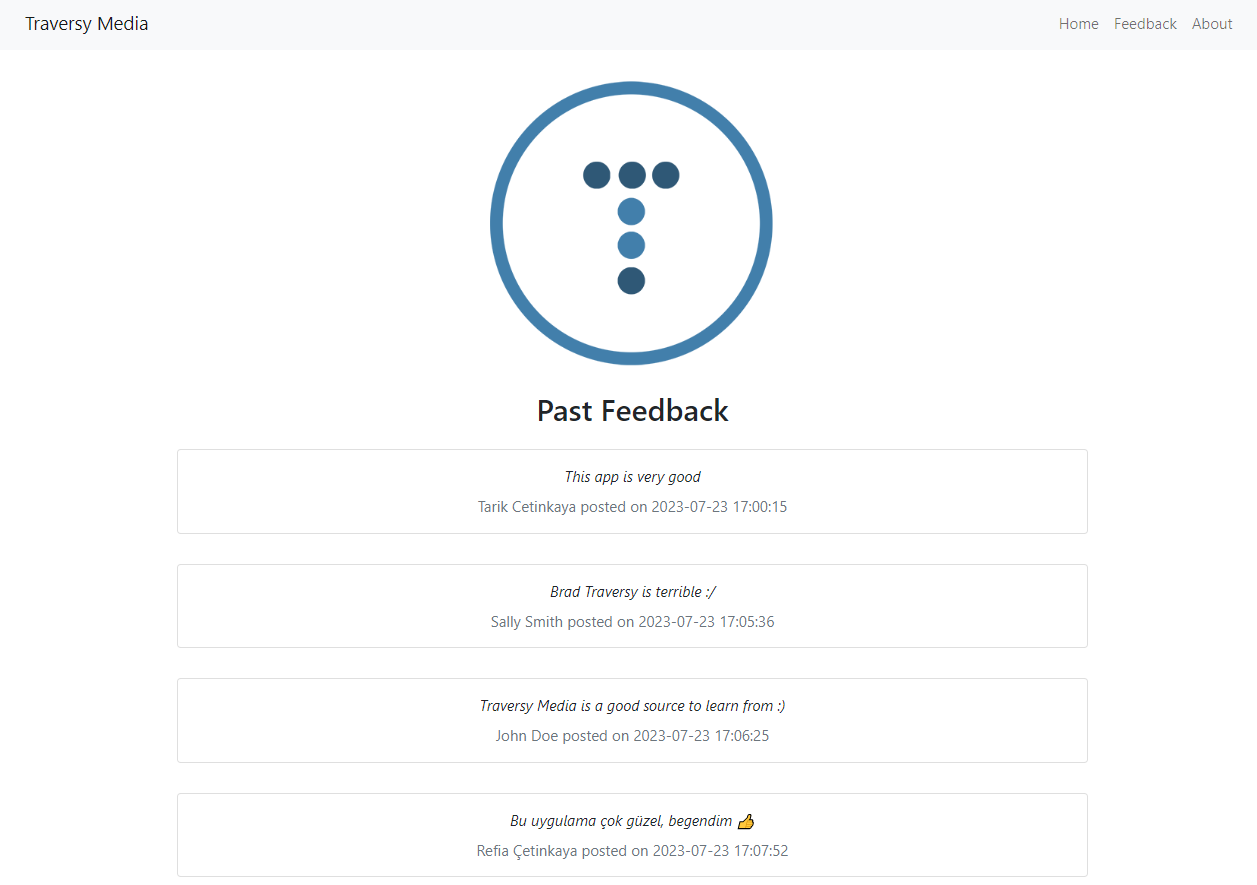 Traversy Media
Home Feedback About
Past Feedback
This app is very good
Tarik Cetinkaya posted on 2023-07-23 17:00:15
Brad Traversy is terrible :/
Sally Smith posted on 2023-07-23 17:05:36
Traversy Media is a good source to learn from :)
John Doe posted on 2023-07-23 17:06:25
Bu uygulama çok güzel, begendim 👍
Refia Çetinkaya posted on 2023-07-23 17:07:52